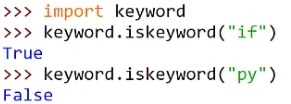 >>> import keyword
>>> keyword.iskeyword("if")
True
>>> keyword.iskeyword("py")
False